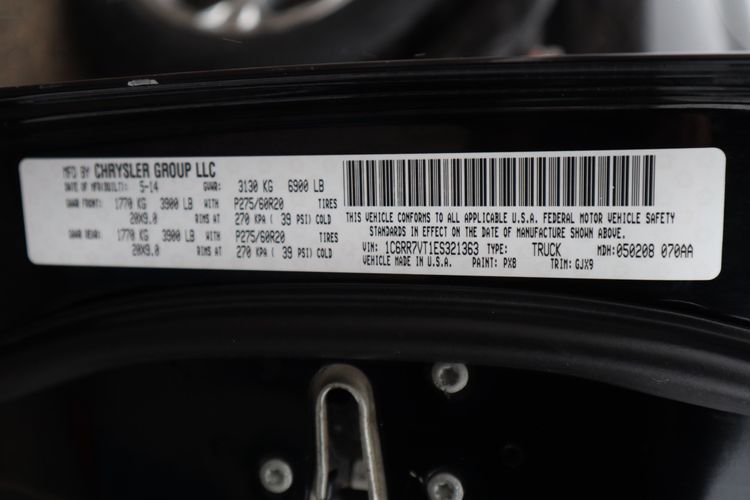 MFD BY CHRYSLER GROUP LLC
DATE OF MFR(BUILT): 5-14 GVWR: 3130 KG 6900 LB
GAWR FRONT: 1770 KG 3900 LB WITH P275/60R20 TIRES
20X9.0 RIMS AT 270 KPA ( 39 PSI) COLD
GAWR REAR: 1770 KG 3900 LB WITH P275/60R20 TIRES
20X9.0 RIMS AT 270 KPA ( 39 PSI) COLD
THIS VEHICLE CONFORMS TO ALL APPLICABLE U.S.A. FEDERAL MOTOR VEHICLE SAFETY
STANDARDS IN EFFECT ON THE DATE OF MANUFACTURE SHOWN ABOVE.
VIN: 1C6RR7VT1ES321363 TYPE: TRUCK MDH: 050208 070AA
VEHICLE MADE IN U.S.A. PAINT: PX8 TRIM: GJX9